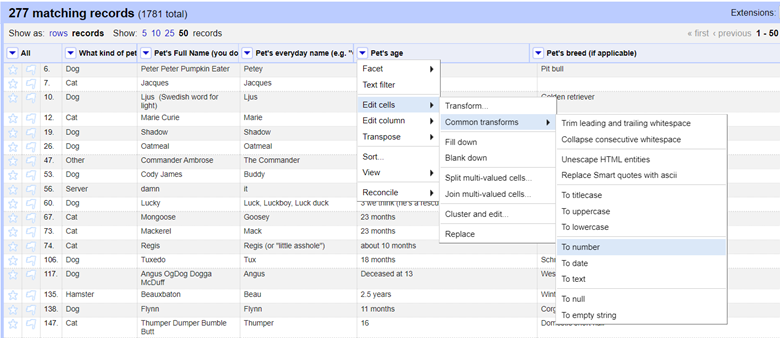 277 matching records (1781 total)
Extensions:
Show as: rows records Show: 5 10 25 50 records
« first ‹ previous 1 - 50
All What kind of pet Pet's Full Name (you do Pet's everyday name (e.g. " Pet's age Pet's breed (if applicable)
6. Dog Peter Peter Pumpkin Eater Petey Pit bull
7. Cat Jacques Jacques
10. Dog Ljus (Swedish word for Ljus retriever
light)
12. Cat Marie Curie Marie
19. Dog Shadow Shadow
26. Dog Oatmeal Oatmeal
47. Other Commander Ambrose The Commander
53. Dog Cody James Buddy
56. Server damn it
60. Dog Lucky Lucky, Luckboy, Luck duck 3 we think (he's a rescu
67. Cat Mongoose Goosey 23 months
73. Cat Mackerel Mack 23 months
74. Cat Regis Regis (or "little asshole") about 10 months
106. Dog Tuxedo Tux 18 months Sch
117. Dog Angus OgDog Dogga Angus Deceased at 13 Wes
McDuff
135. Hamster Beauxbaton Beau 2.5 years Win
138. Dog Flynn Flynn 11 months Corg
147. Cat Thumper Dumper Bumble Thumper 16
Butt
Facet
Text filter
Edit cells
Edit column
Transpose
Sort...
View
Reconcile
Transform...
Common transforms
Fill down
Blank down
Split multi-valued cells...
Join multi-valued cells...
Cluster and edit...
Replace
Trim leading and trailing whitespace
Collapse consecutive whitespace
Unescape HTML entities
Replace Smart quotes with ascii
To titlecase
To uppercase
To lowercase
To number
To date
To text
To null
To empty string